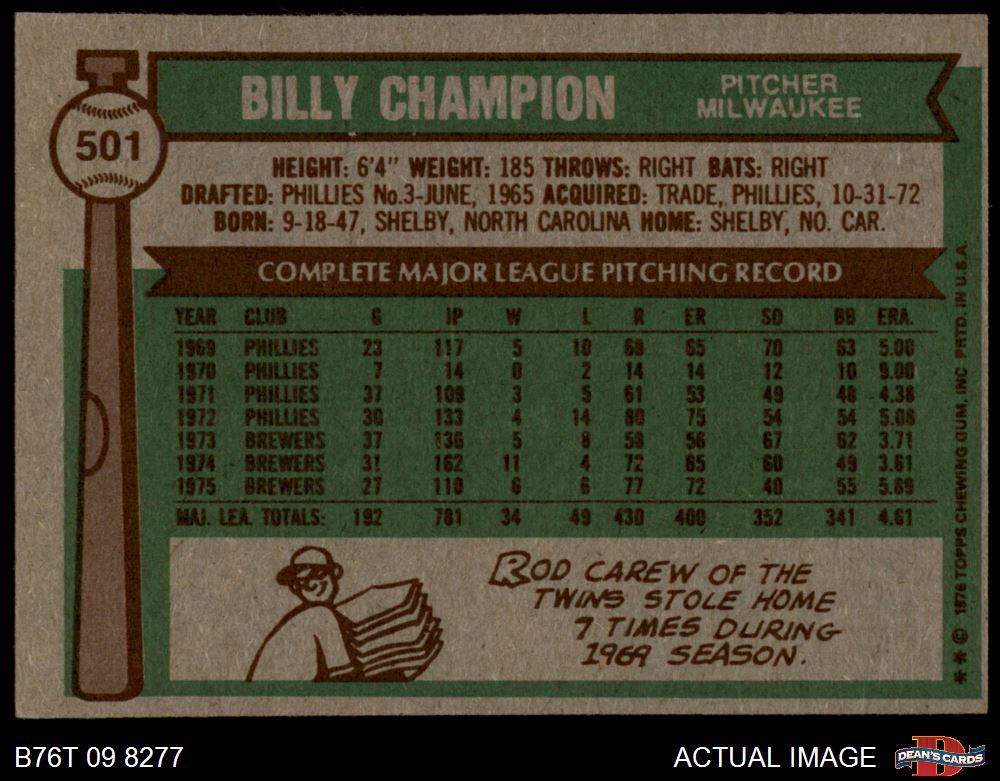 501
BILLY CHAMPION
PITCHER
MILWAUKEE
HEIGHT: 6'4" WEIGHT: 185 THROWS: RIGHT BATS: RIGHT
DRAFTED: PHILLIES No.3-JUNE, 1965 ACQUIRED: TRADE, PHILLIES, 10-31-72
BORN: 9-18-47, SHELBY, NORTH CAROLINA HOME: SHELBY, NO. CAR.
COMPLETE MAJOR LEAGUE PITCHING RECORD
YEAR CLUB G IP W L R ER SO BB ERA.
1969 PHILLIES 23 117 5 10 69 65 70 63 5.00
1970 PHILLIES 7 14 0 2 14 14 12 10 9.00
1971 PHILLIES 37 109 3 5 61 53 49 48 4.38
1972 PHILLIES 30 133 4 14 80 75 54 54 5.08
1973 BREWERS 37 136 5 8 59 56 67 62 3.71
1974 BREWERS 31 162 11 4 72 65 60 49 3.61
1975 BREWERS 27 110 6 6 77 72 40 55 5.89
MAJ. LEA. TOTALS: 192 781 34 49 430 400 352 341 4.61
ROD CAREW OF THE
TWINS STOLE HOME
7 TIMES DURING
1969 SEASON.
** © 1976 TOPPS CHEWING GUM, INC PRTD. IN U.S.A.
B76T 09 8277
ACTUAL IMAGE
D
DEAN'S CARDS